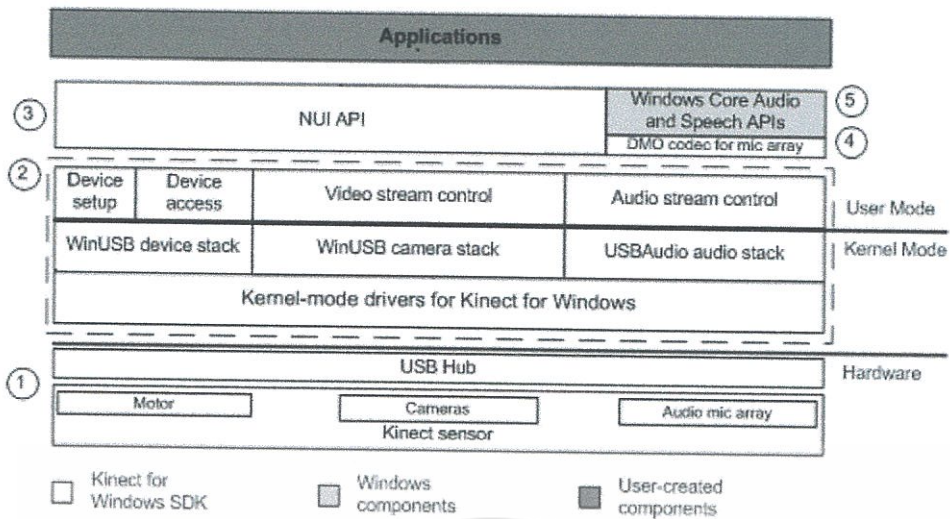 Applications
3
NUI API
Windows Core Audio
and Speech APIs
5
DMO codec for mic array
4
2
Device
setup
Device
access
Video stream control
Audio stream control
User Mode
WinUSB device stack
WinUSB camera stack
USBAudio audio stack
Kernel Mode
Kernel-mode drivers for Kinect for Windows
USB Hub
Hardware
1
Motor
Cameras
Audio mic array
Kinect sensor
Kinect for
Windows SDK
Windows
components
User-created
components